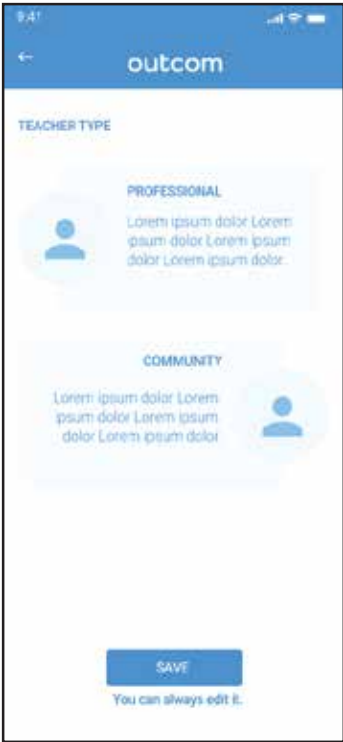 9:41
outcom
TEACHER TYPE
PROFESSIONAL
Lorem ipsum dolor Lorem
ipsum dolor Lorem ipsum
dolor Lorem ipsum dolor
COMMUNITY
Lorem ipsum dolor Lorem
ipsum dolor Lorem ipsum
dolor Lorem ipsum dolor
SAVE
You can always edit it.